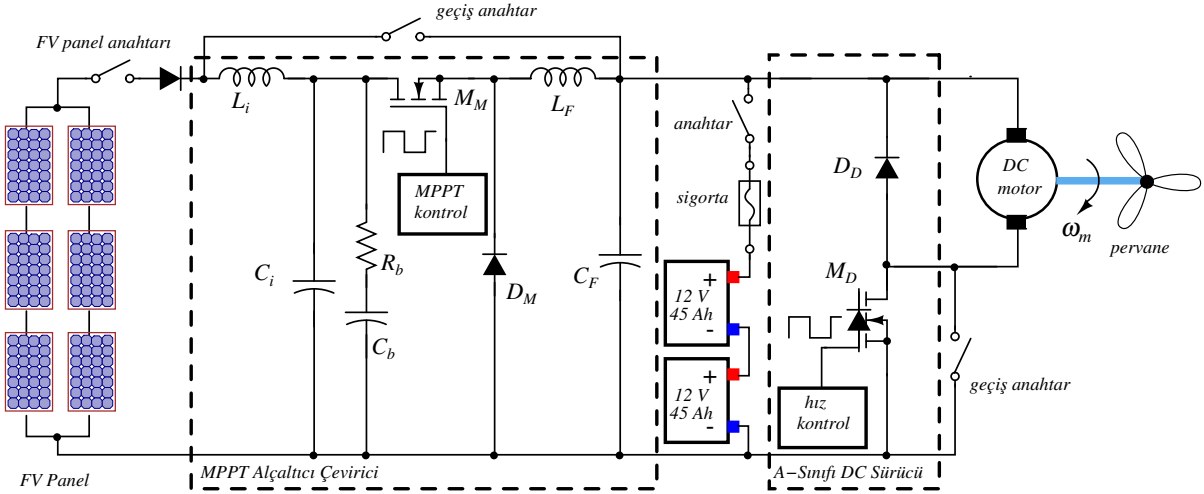 geçiş anahtar
FV panel anahtarı
L_i
M_M
L_F
anahtar
MPPT
kontrol
sigorta
D_D
DC
motor
ω_m
pervane
C_i
R_b
C_b
D_M
C_F
+
12 V
45 Ah
-
+
12 V
45 Ah
-
M_D
hız
kontrol
geçiş anahtar
FV Panel
MPPT Alçaltıcı Çevirici
A-Sınıfı DC Sürücü